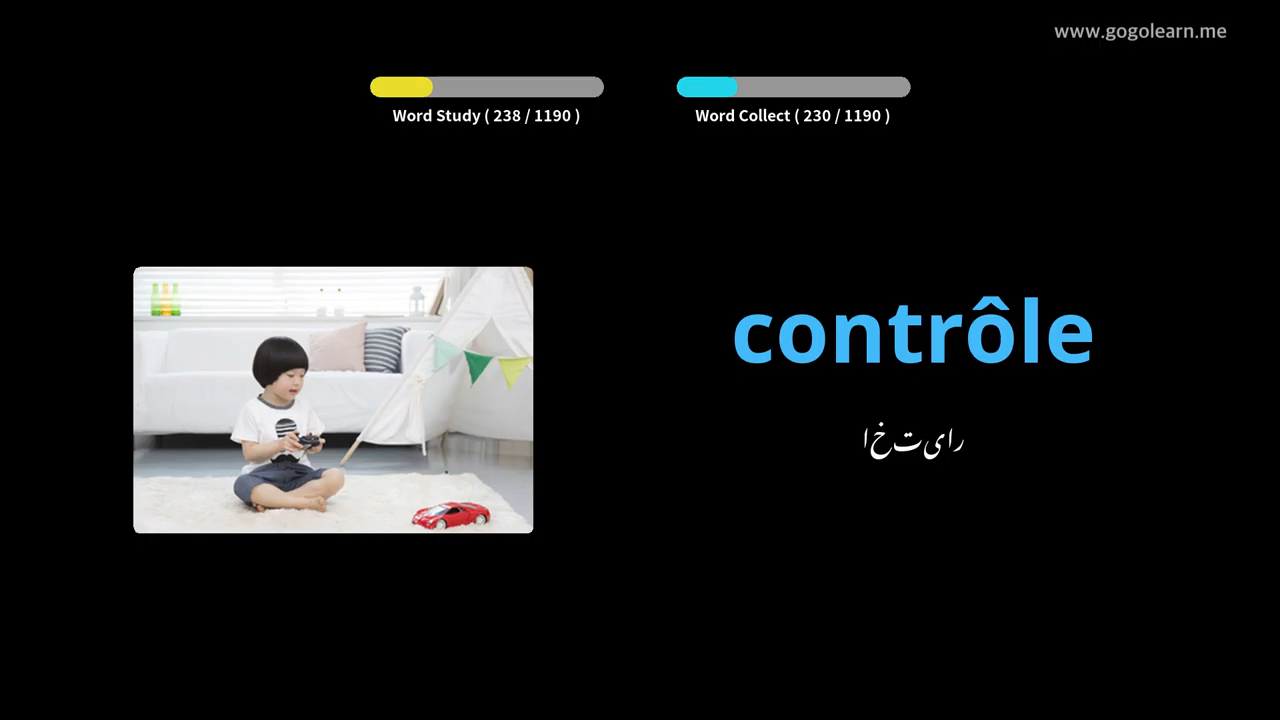 www.gogolearn.me
Word Study ( 238 / 1190 )
Word Collect ( 230 / 1190 )
contrôle
اختیار